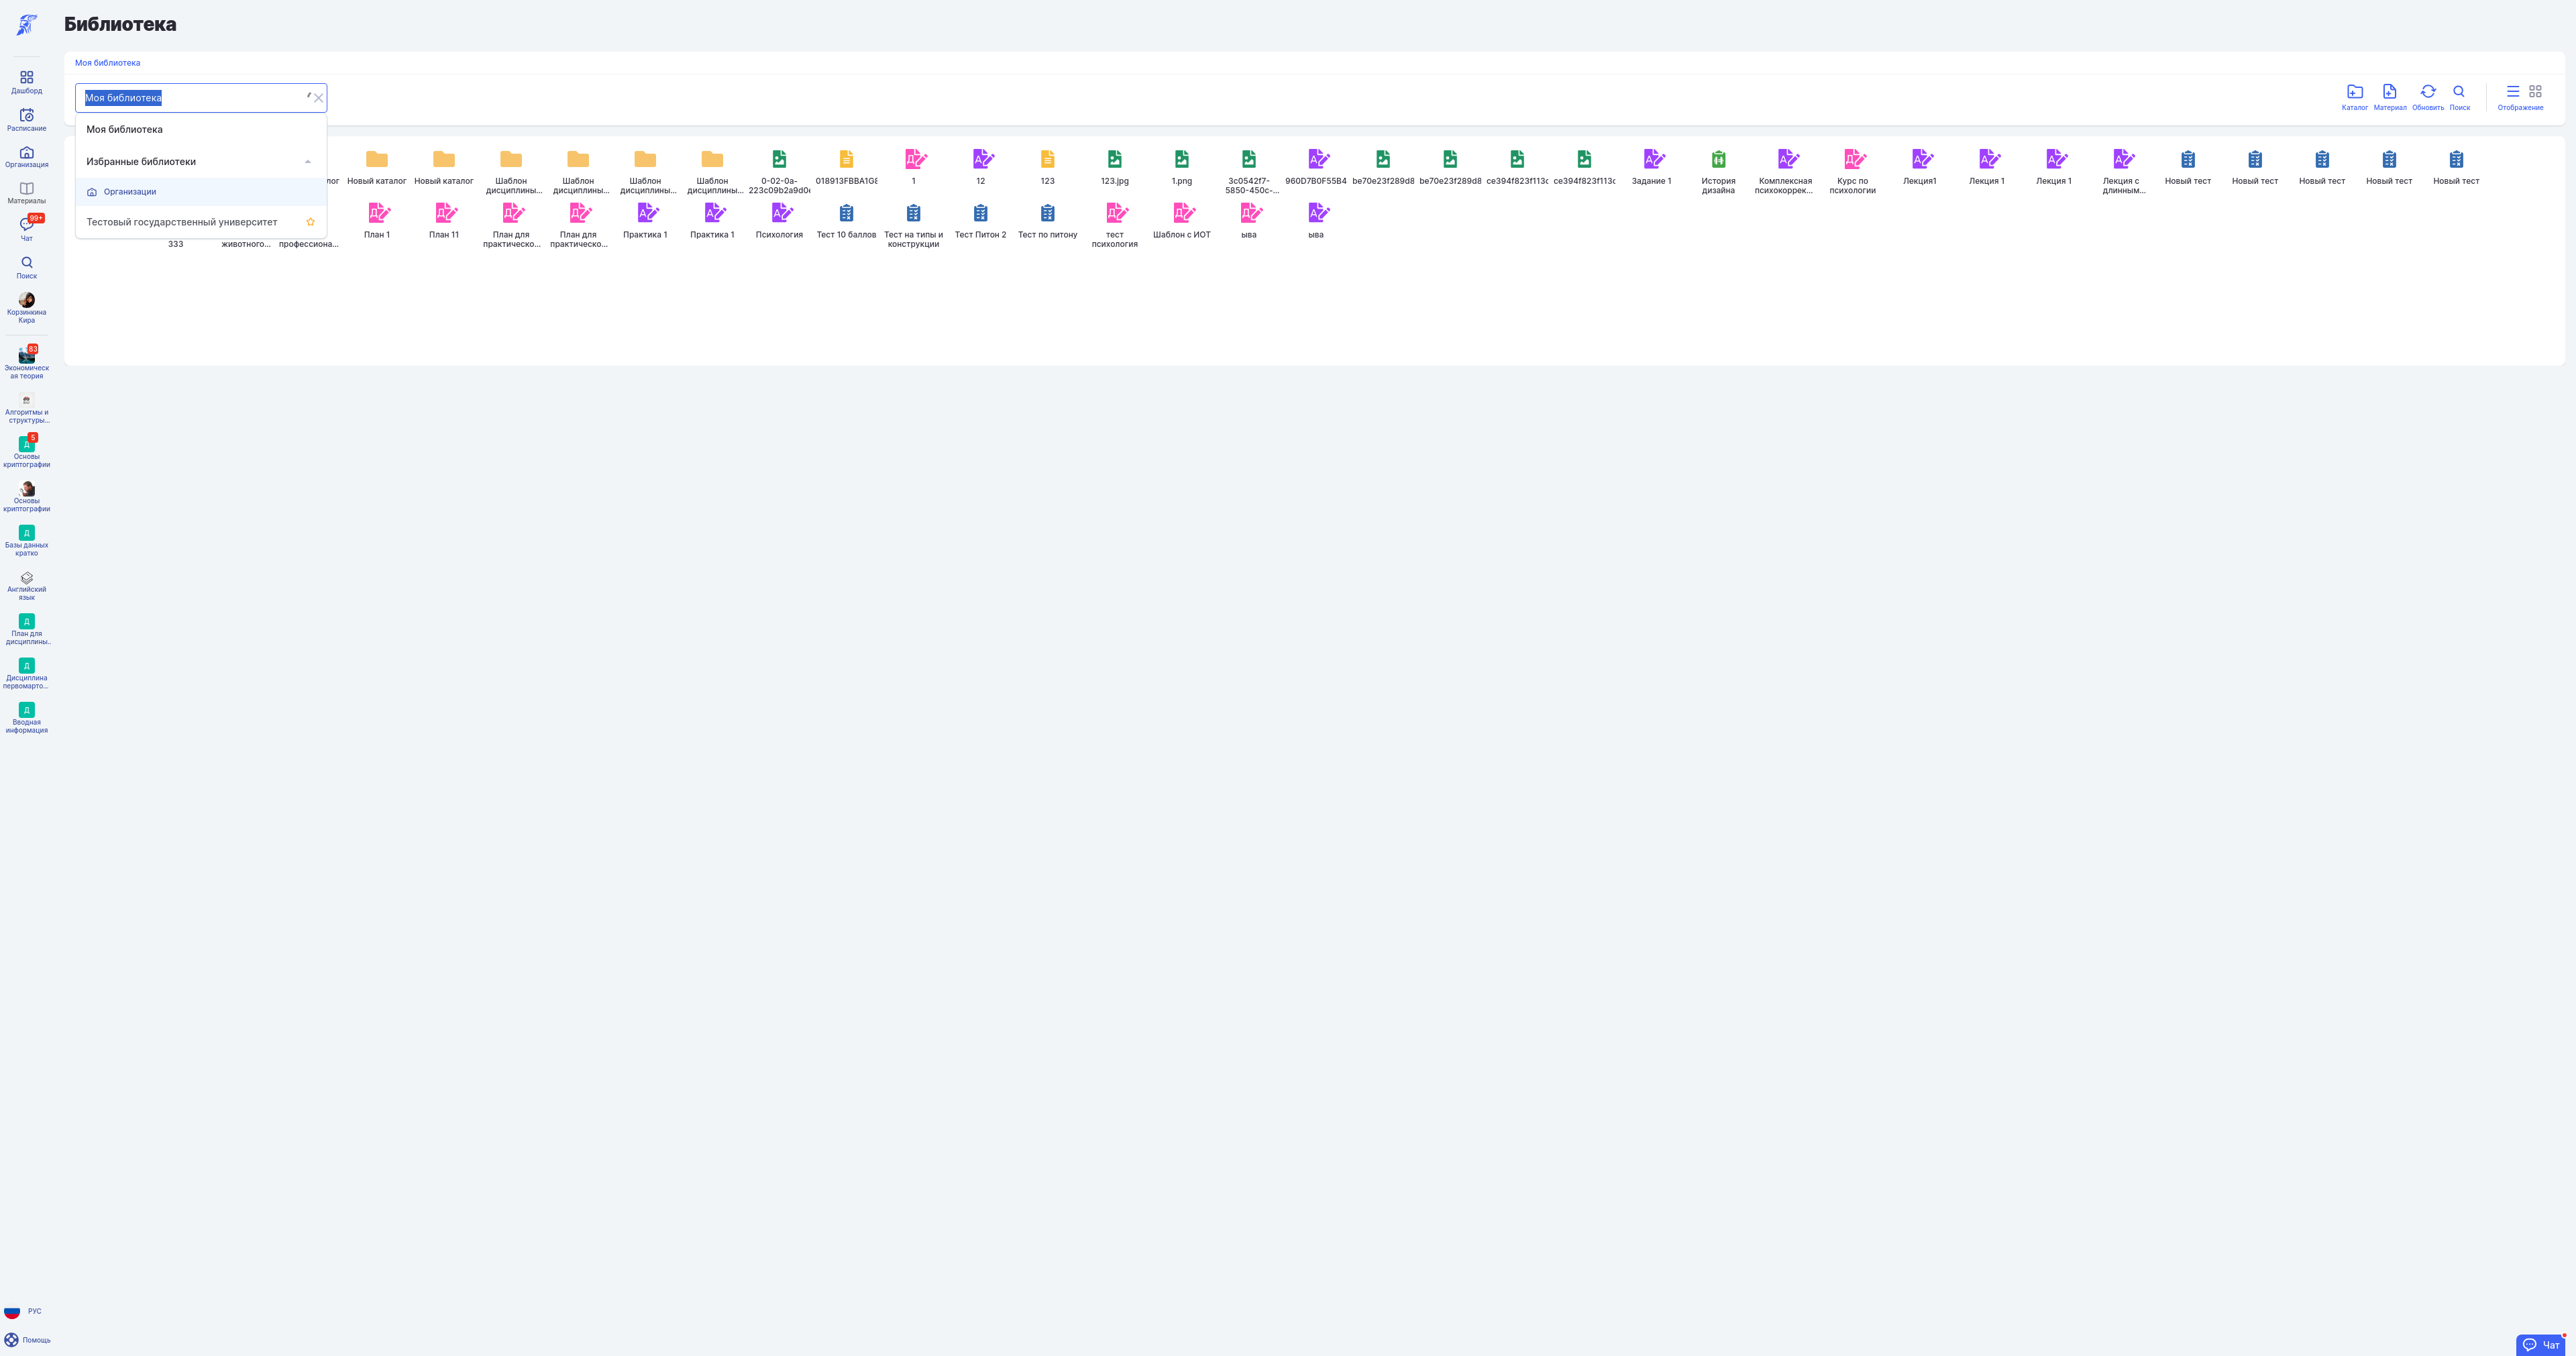 Библиотека
Моя библиотека
Моя библиотека
Каталог Материал Обновить Поиск Отображение
Моя библиотека
Избранные библиотеки
Организации
Тестовый государственный университет
Дашборд
Расписание
Организация
Материалы
99+
Чат
Поиск
Корзинкина
Кира
83
Экономическ
ая теория
Алгоритмы и
структуры...
Д
5
Основы
криптографии
Основы
криптографии
Д
Базы данных
кратко
Английский
язык
Д
План для
дисциплины..
Д
Дисциплина
первомарто...
Д
Вводная
информация
РУС
Помощь
лог
Новый каталог
Новый каталог
Шаблон
дисциплины...
Шаблон
дисциплины...
Шаблон
дисциплины...
Шаблон
дисциплины...
0-02-0a-
223c09b2a9d0
018913FBBA1G
1
12
123
123.jpg
1.png
3c0542f7-
5850-450c-...
960D7B0F55B4
be70e23f289d8
be70e23f289d8
ce394f823f113
ce394f823f113
Задание 1
История
дизайна
Комплексная
психокоррек...
Курс по
психологии
Лекция1
Лекция 1
Лекция 1
Лекция с
длинным...
Новый тест
Новый тест
Новый тест
Новый тест
Новый тест
333
животного...
профессиона...
План 1
План 11
План для
практическо...
План для
практическо...
Практика 1
Практика 1
Психология
Тест 10 баллов
Тест на типы и
конструкции
Тест Питон 2
Тест по питону
тест
психология
Шаблон с ИОТ
ыва
ыва
Чат